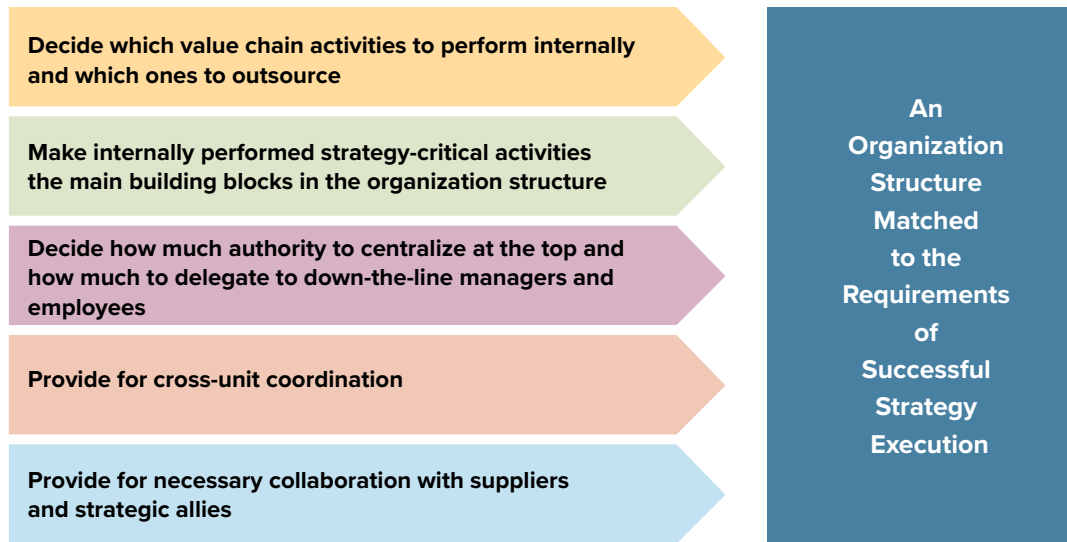 Decide which value chain activities to perform internally
and which ones to outsource
Make internally performed strategy-critical activities
the main building blocks in the organization structure
Decide how much authority to centralize at the top and
how much to delegate to down-the-line managers and
employees
Provide for cross-unit coordination
Provide for necessary collaboration with suppliers
and strategic allies
An
Organization
Structure
Matched
to the
Requirements
of
Successful
Strategy
Execution